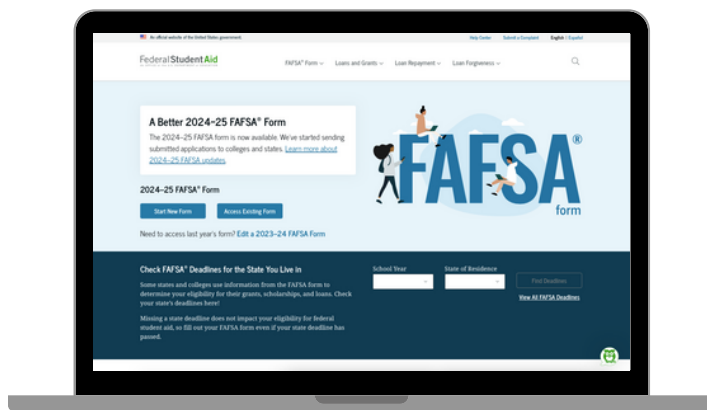 An official website of the United States government.
Help Center Submit a Complaint English | Español
FederalStudentAid
FAFSA® Form Loans and Grants Loan Repayment Loan Forgiveness
A Better 2024–25 FAFSA® Form
The 2024–25 FAFSA form is now available. We've started sending
submitted applications to colleges and states. Learn more about
2024–25 FAFSA updates.
FAFSA®
form
2024–25 FAFSA® Form
Start New Form Access Existing Form
Need to access last year's form? Edit a 2023–24 FAFSA Form
Check FAFSA® Deadlines for the State You Live in
Some states and colleges use information from the FAFSA form to
determine your eligibility for their grants, scholarships, and loans. Check
your state's deadlines here!
Missing a state deadline does not impact your eligibility for federal
student aid, so fill out your FAFSA form even if your state deadline has
passed.
School Year State of Residence
Find Deadlines
View All FAFSA Deadlines